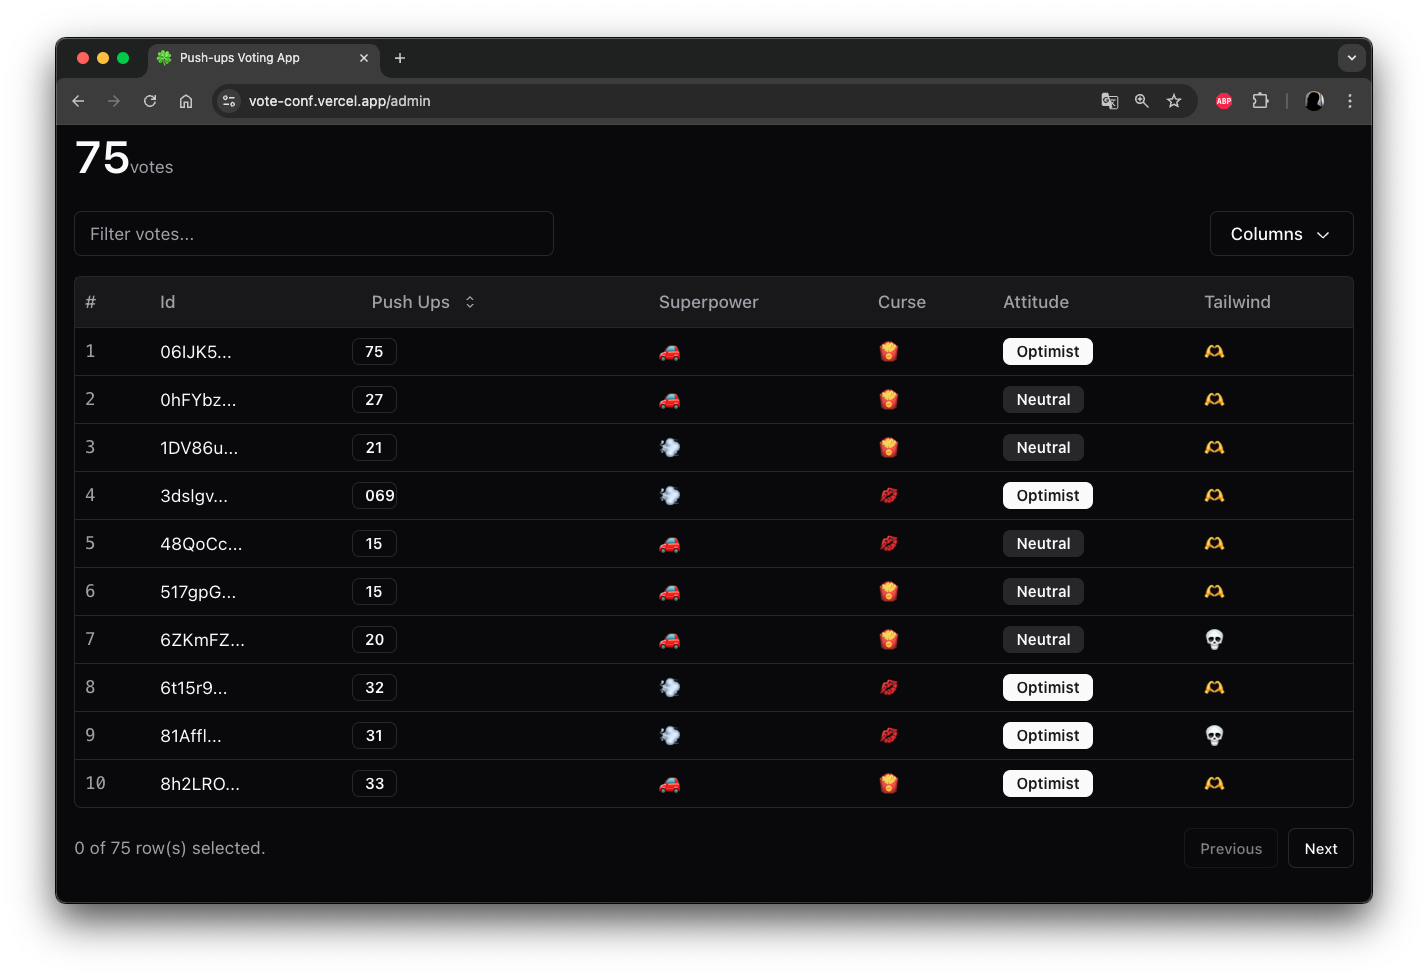 Push-ups Voting App
vote-conf.vercel.app/admin
ABP
75 votes
Filter votes...
Columns
# Id Push Ups Superpower Curse Attitude Tailwind
1 06IJK5... 75 🚗 🍟 Optimist 🫶
2 0hFYbz... 27 🚗 🍟 Neutral 🫶
3 1DV86u... 21 💨 🍟 Neutral 🫶
4 3dslgv... 069 💨 💋 Optimist 🫶
5 48QoCc... 15 🚗 💋 Neutral 🫶
6 517gpG... 15 🚗 🍟 Neutral 🫶
7 6ZKmFZ... 20 🚗 🍟 Neutral 💀
8 6t15r9... 32 💨 💋 Optimist 🫶
9 81Affl... 31 💨 💋 Optimist 💀
10 8h2LRO... 33 🚗 🍟 Optimist 🫶
0 of 75 row(s) selected.
Previous
Next